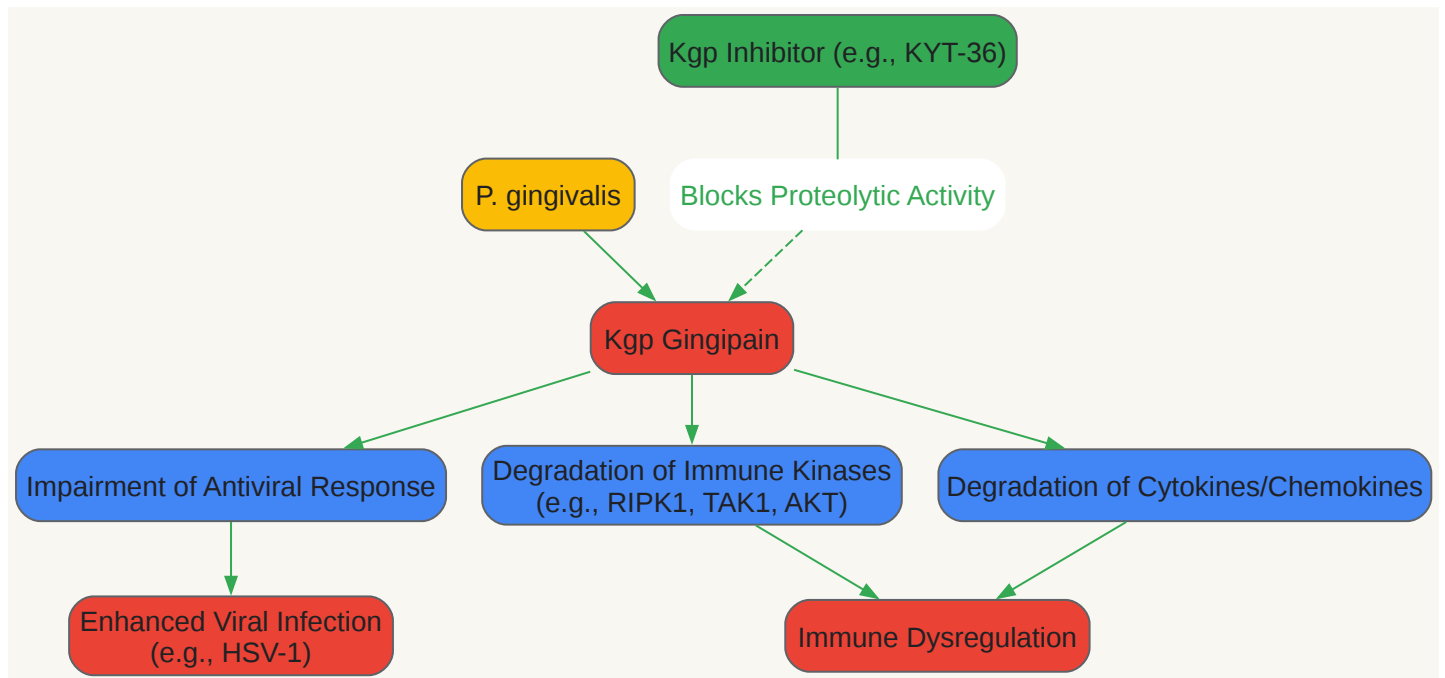 Kgp Inhibitor (e.g., KYT-36)
P. gingivalis
Blocks Proteolytic Activity
Kgp Gingipain
Impairment of Antiviral Response
Degradation of Immune Kinases
(e.g., RIPK1, TAK1, AKT)
Degradation of Cytokines/Chemokines
Enhanced Viral Infection
(e.g., HSV-1)
Immune Dysregulation